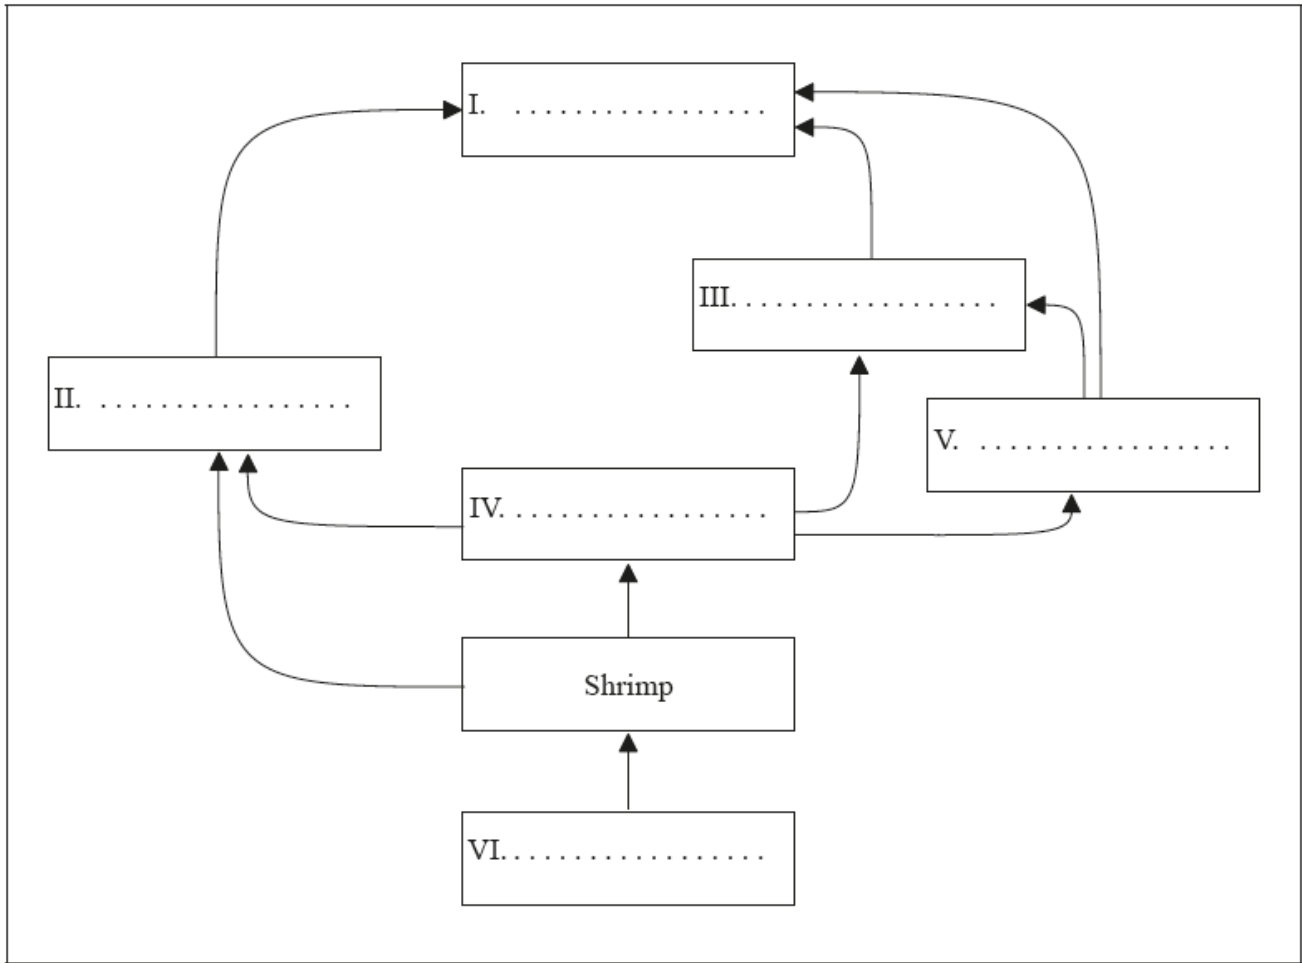 I. . . . . . . . . . . . . . . . . .
III. . . . . . . . . . . . . . . . . . .
II. . . . . . . . . . . . . . . . . .
V. . . . . . . . . . . . . . . . . .
IV. . . . . . . . . . . . . . . . . . .
Shrimp
VI. . . . . . . . . . . . . . . . . . .